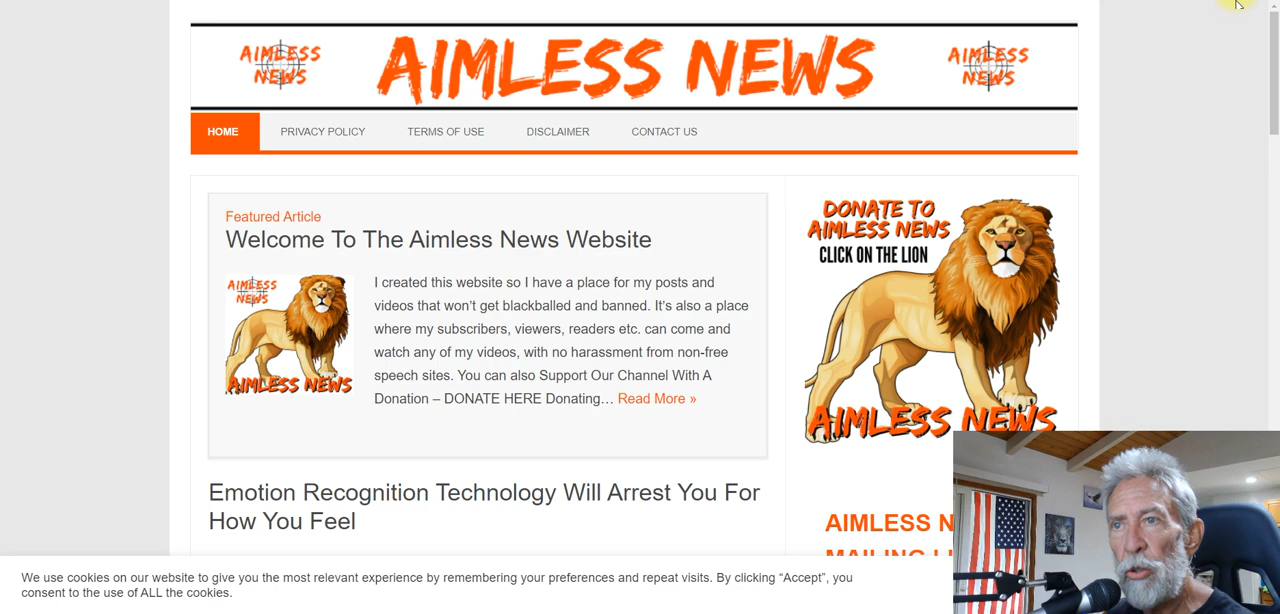 AIMLESS
NEWS
AIMLESS NEWS
AIMLESS
NEWS
HOME
PRIVACY POLICY
TERMS OF USE
DISCLAIMER
CONTACT US
Featured Article
Welcome To The Aimless News Website
AIMLESS
NEWS
AIMLESS NEWS
I created this website so I have a place for my posts and
videos that won’t get blackballed and banned. It’s also a place
where my subscribers, viewers, readers etc. can come and
watch any of my videos, with no harassment from non-free
speech sites. You can also Support Our Channel With A
Donation – DONATE HERE Donating… Read More »
Emotion Recognition Technology Will Arrest You For
How You Feel
DONATE TO
AIMLESS NEWS
CLICK ON THE LION
AIMLESS NEWS
AIMLESS N
MAILING LI
We use cookies on our website to give you the most relevant experience by remembering your preferences and repeat visits. By clicking “Accept”, you
consent to the use of ALL the cookies.